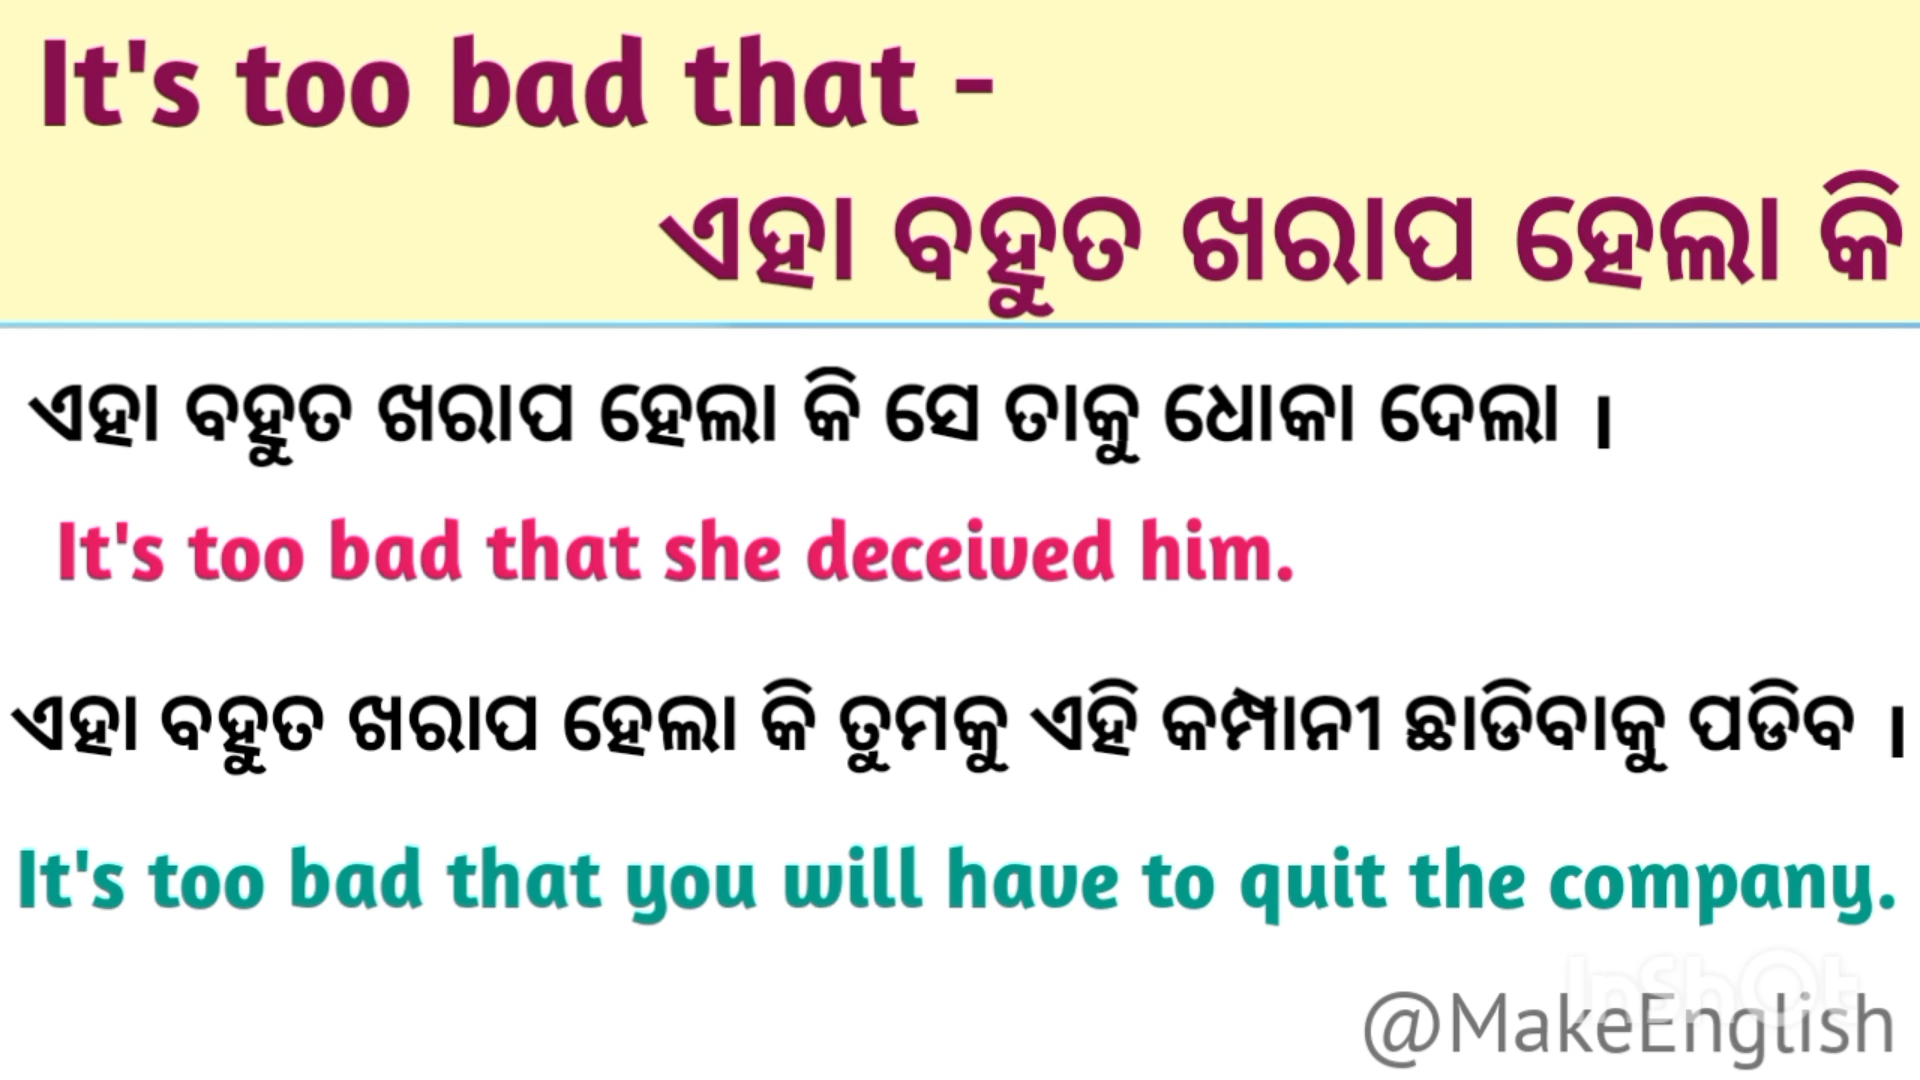 It's too bad that -
ଏହା ବହୁତ ଖରାପ ହେଲା କି
ଏହା ବହୁତ ଖରାପ ହେଲା କି ସେ ତାକୁ ଧୋକା ଦେଲା ।
It's too bad that she deceived him.
ଏହା ବହୁତ ଖରାପ ହେଲା କି ତୁମକୁ ଏହି କମ୍ପାନୀ ଛାଡିବାକୁ ପଡିବ ।
It's too bad that you will have to quit the company.
InShOt
@MakeEnglish